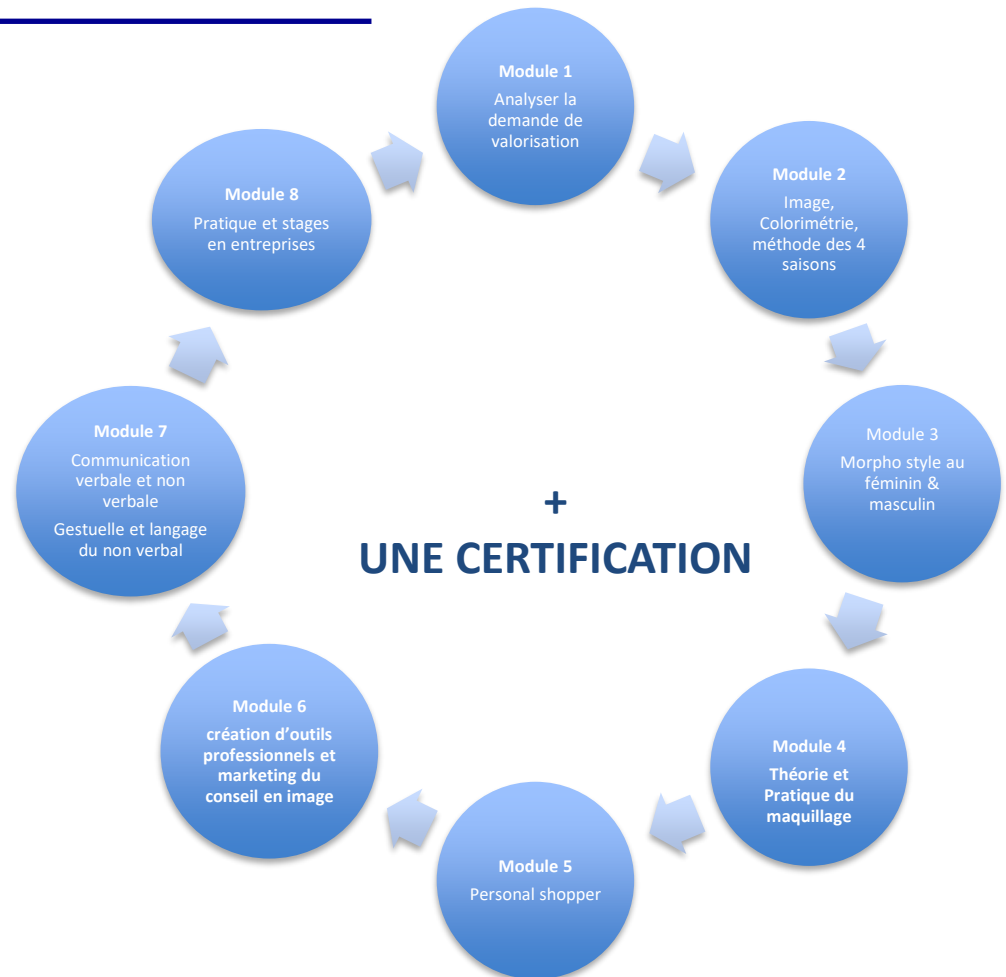 Module 1
Analyser la
demande de
valorisation
Module 2
Image,
Colorimétrie,
méthode des 4
saisons
Module 3
Morpho style au
féminin &
masculin
Module 4
Théorie et
Pratique du
maquillage
Module 5
Personal shopper
Module 6
création d’outils
professionnels et
marketing du
conseil en image
Module 7
Communication
verbale et non
verbale
Gestuelle et langage
du non verbal
Module 8
Pratique et stages
en entreprises
+
UNE CERTIFICATION